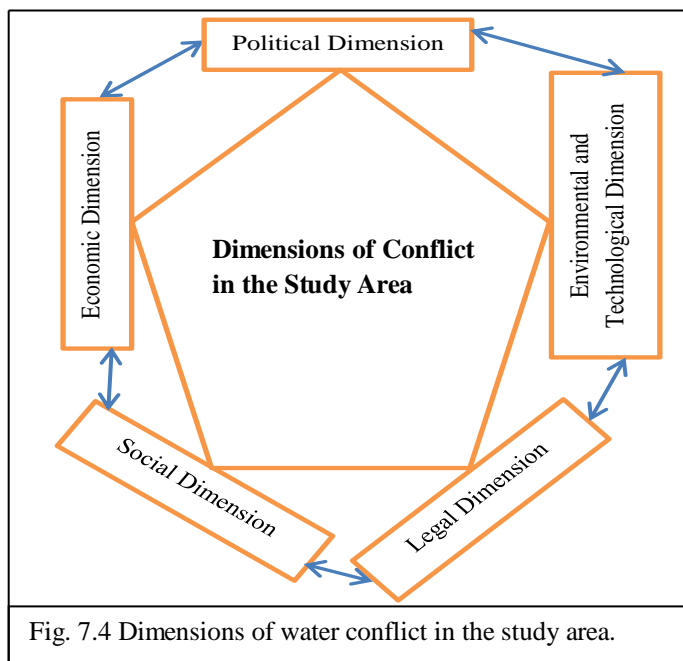 Political Dimension
Economic Dimension
Environmental and
Technological Dimension
Dimensions of Conflict
in the Study Area
Social Dimension
Legal Dimension
Fig. 7.4 Dimensions of water conflict in the study area.